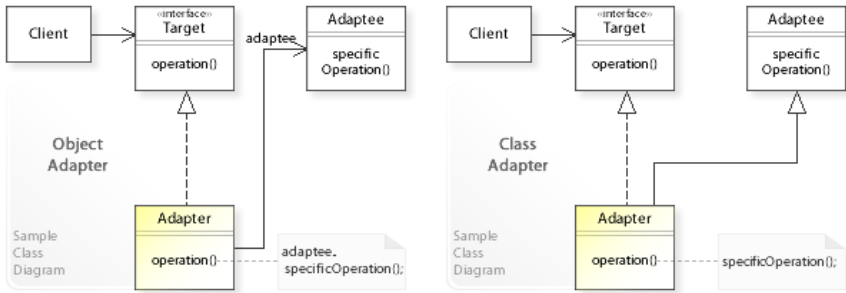 Client
«interface»
Target
operation()
adaptee
Adaptee
specific
Operation()
Object
Adapter
Adapter
operation()
adaptee.
specificOperation();
Sample
Class
Diagram
Client
«interface»
Target
operation()
Adaptee
specific
Operation()
Class
Adapter
Adapter
operation()
specificOperation();
Sample
Class
Diagram